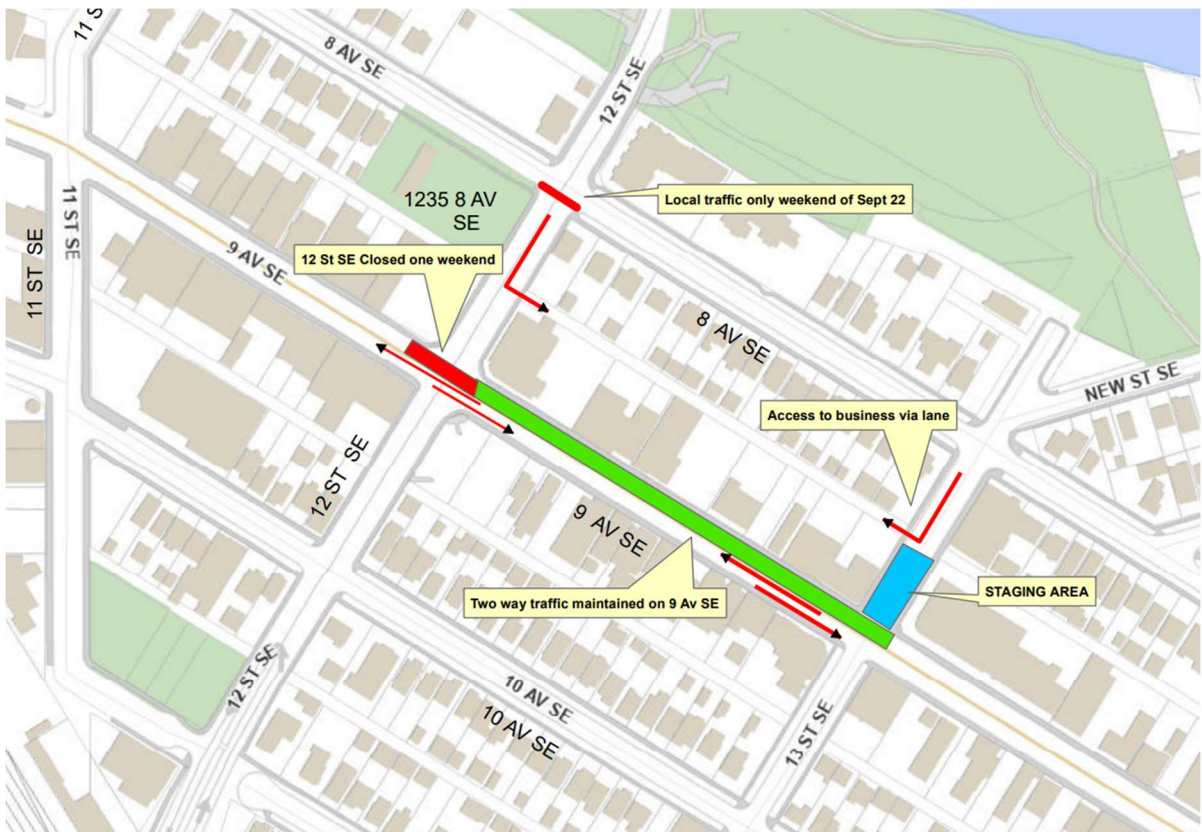 11 S
8 AV SE
12 ST SE
Local traffic only weekend of Sept 22
1235 8 AV
SE
11 ST SE
11 ST SE
9 AV SE
12 St SE Closed one weekend
8 AV SE
NEW ST SE
Access to business via lane
12 ST SE
9 AV SE
Two way traffic maintained on 9 Av SE
STAGING AREA
12 ST SE
10 AV SE
10 AV SE
13 ST SE